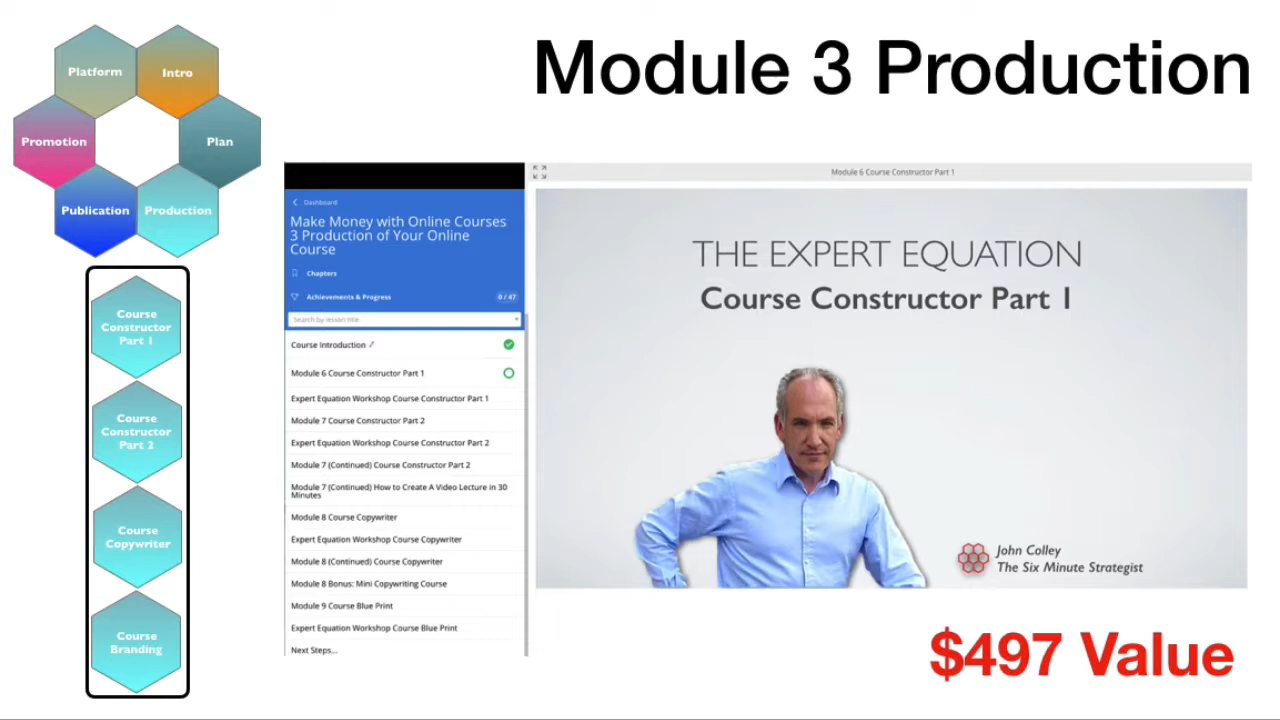 Module 3 Production
Platform
Intro
Promotion
Plan
Publication
Production
Course
Constructor
Part 1
Course
Constructor
Part 2
Course
Copywriter
Course
Branding
Dashboard
Make Money with Online Courses
3 Production of Your Online
Course
Chapters
Achievements & Progress
0 / 47
Search by lesson title
Course Introduction
Module 6 Course Constructor Part 1
Expert Equation Workshop Course Constructor Part 1
Module 7 Course Constructor Part 2
Expert Equation Workshop Course Constructor Part 2
Module 7 (Continued) Course Constructor Part 2
Module 7 (Continued) How to Create A Video Lecture in 30
Minutes
Module 8 Course Copywriter
Expert Equation Workshop Course Copywriter
Module 8 (Continued) Course Copywriter
Module 8 Bonus: Mini Copywriting Course
Module 9 Course Blue Print
Expert Equation Workshop Course Blue Print
Next Steps...
Module 6 Course Constructor Part 1
THE EXPERT EQUATION
Course Constructor Part 1
John Colley
The Six Minute Strategist
$497 Value